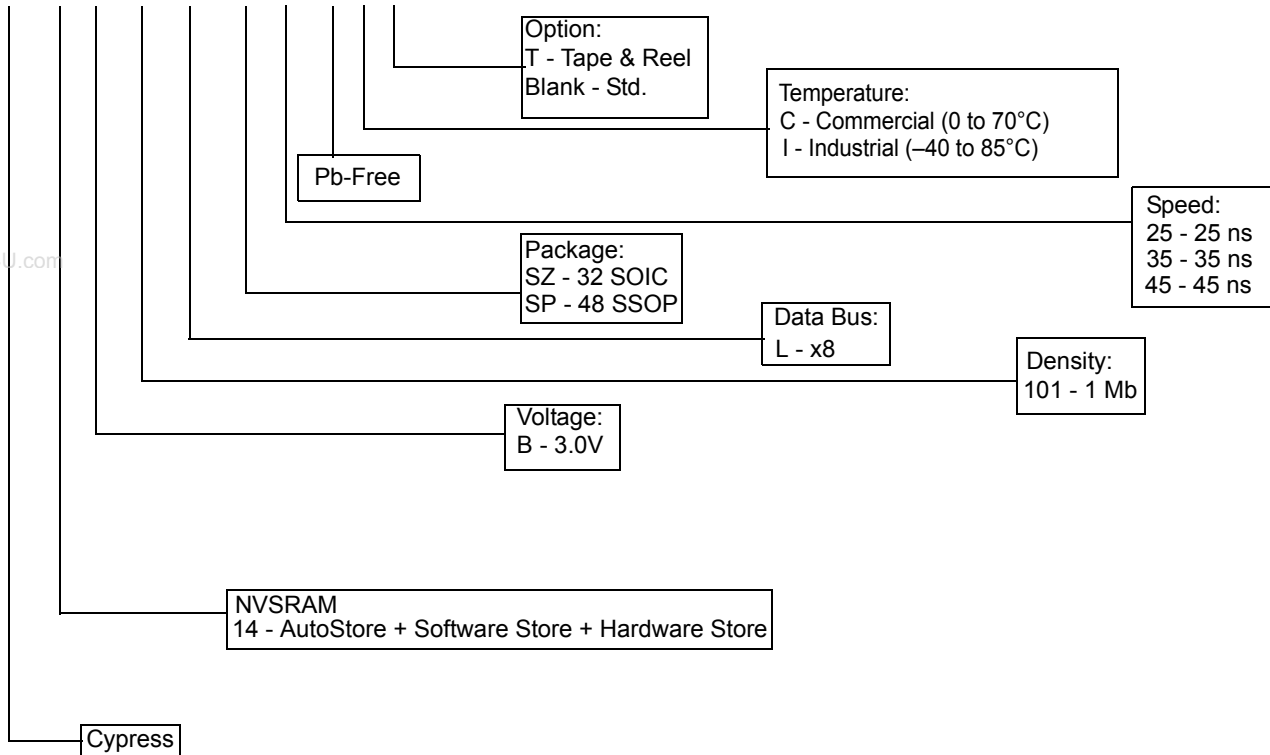 Option:
T - Tape & Reel
Blank - Std.
Temperature:
C - Commercial (0 to 70°C)
I - Industrial (–40 to 85°C)
Pb-Free
Speed:
25 - 25 ns
35 - 35 ns
45 - 45 ns
U.com
Package:
SZ - 32 SOIC
SP - 48 SSOP
Data Bus:
L - x8
Density:
101 - 1 Mb
Voltage:
B - 3.0V
NVSRAM
14 - AutoStore + Software Store + Hardware Store
Cypress